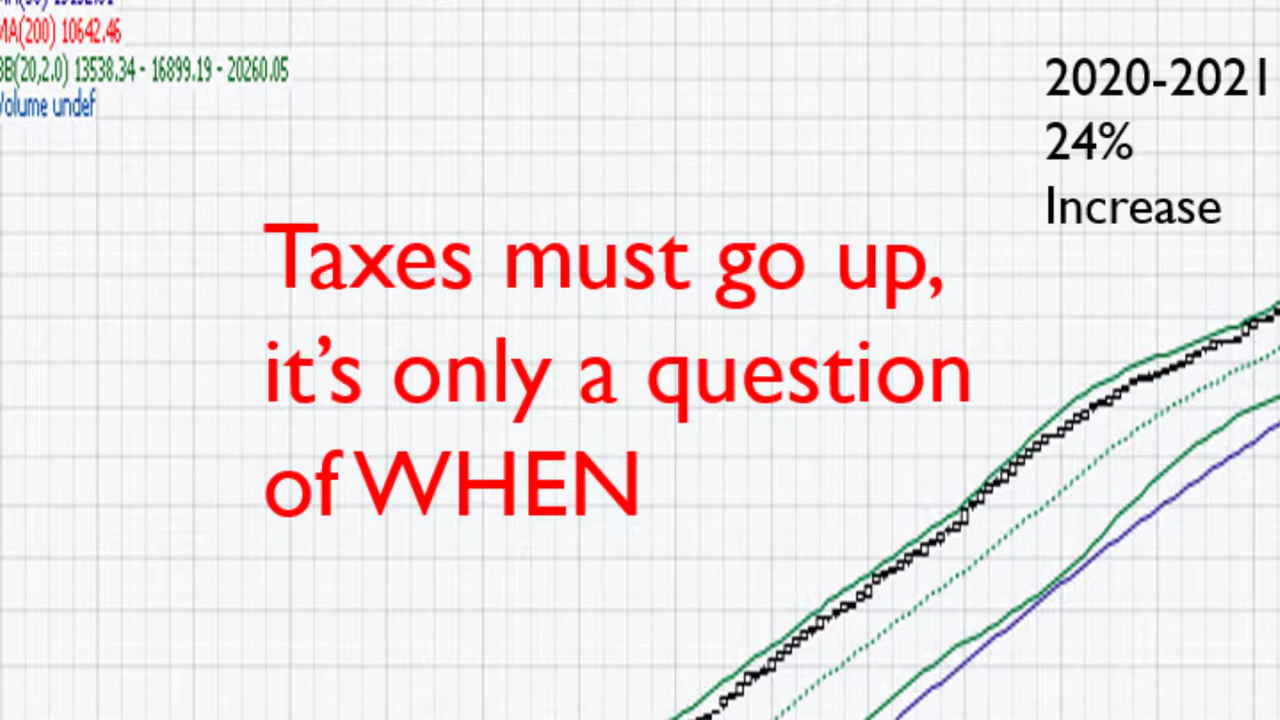 MA(200) 10642.46
BB(20,2.0) 13538.34 - 16899.19 - 20260.05
Volume undef
2020-2021
24%
Increase
Taxes must go up,
it's only a question
of WHEN